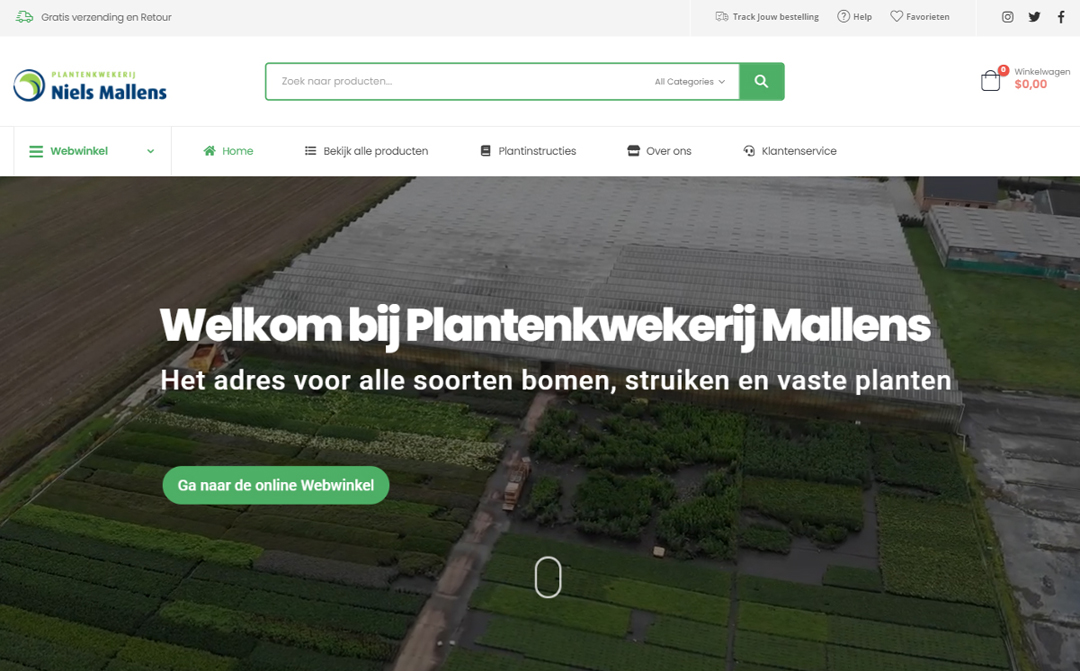 Gratis verzending en Retour
Track Jouw bestelling
Help
Favorieten
PLANTENKWEKERIJ
Niels Mallens
Zoek naar producten...
All Categories
0
Winkelwagen
$0,00
Webwinkel
Home
Bekijk alle producten
Plantinstructies
Over ons
Klantenservice
Welkom bij Plantenkwekerij Mallens
Het adres voor alle soorten bomen, struiken en vaste planten
Ga naar de online Webwinkel